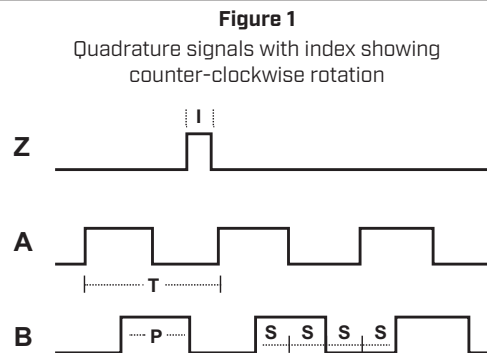 Figure 1
Quadrature signals with index showing
counter-clockwise rotation
I
Z
A
T
B
P
S S S S